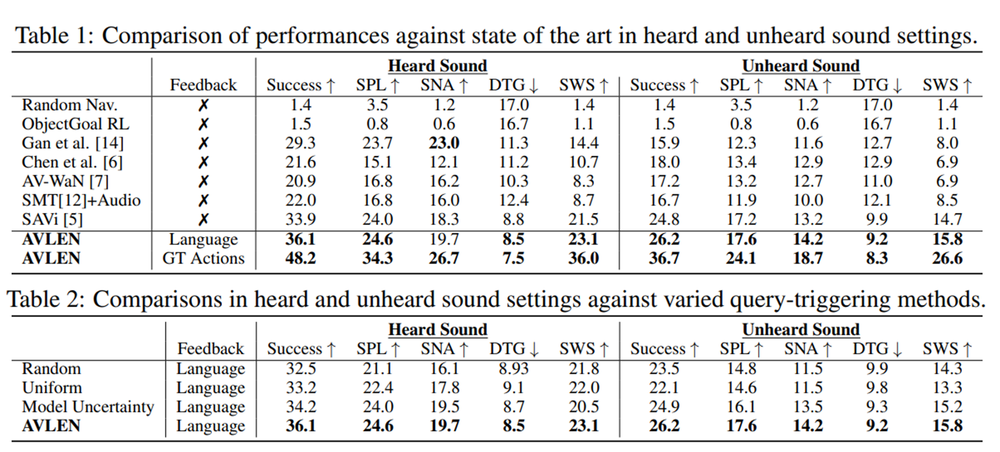 Table 1: Comparison of performances against state of the art in heard and unheard sound settings.
Heard Sound Unheard Sound
Feedback Success ↑ SPL ↑ SNA ↑ DTG ↓ SWS ↑ Success ↑ SPL ↑ SNA ↑ DTG ↓ SWS ↑
Random Nav. ✗ 1.4 3.5 1.2 17.0 1.4 1.4 3.5 1.2 17.0 1.4
ObjectGoal RL ✗ 1.5 0.8 0.6 16.7 1.1 1.5 0.8 0.6 16.7 1.1
Gan et al. [14] ✗ 29.3 23.7 23.0 11.3 14.4 15.9 12.3 11.6 12.7 8.0
Chen et al. [6] ✗ 21.6 15.1 12.1 11.2 10.7 18.0 13.4 12.9 12.9 6.9
AV-WaN [7] ✗ 20.9 16.8 16.2 10.3 8.3 17.2 13.2 12.7 11.0 6.9
SMT[12]+Audio ✗ 22.0 16.8 16.0 12.4 8.7 16.7 11.9 10.0 12.1 8.5
SAVi [5] ✗ 33.9 24.0 18.3 8.8 21.5 24.8 17.2 13.2 9.9 14.7
AVLEN Language 36.1 24.6 19.7 8.5 23.1 26.2 17.6 14.2 9.2 15.8
AVLEN GT Actions 48.2 34.3 26.7 7.5 36.0 36.7 24.1 18.7 8.3 26.6
Table 2: Comparisons in heard and unheard sound settings against varied query-triggering methods.
Heard Sound Unheard Sound
Feedback Success ↑ SPL ↑ SNA ↑ DTG ↓ SWS ↑ Success ↑ SPL ↑ SNA ↑ DTG ↓ SWS ↑
Random Language 32.5 21.1 16.1 8.93 21.8 23.5 14.8 11.5 9.9 14.3
Uniform Language 33.2 22.4 17.8 9.1 22.0 22.1 14.6 11.5 9.8 13.3
Model Uncertainty Language 34.2 24.0 19.5 8.7 20.5 24.9 16.1 13.5 9.3 15.2
AVLEN Language 36.1 24.6 19.7 8.5 23.1 26.2 17.6 14.2 9.2 15.8